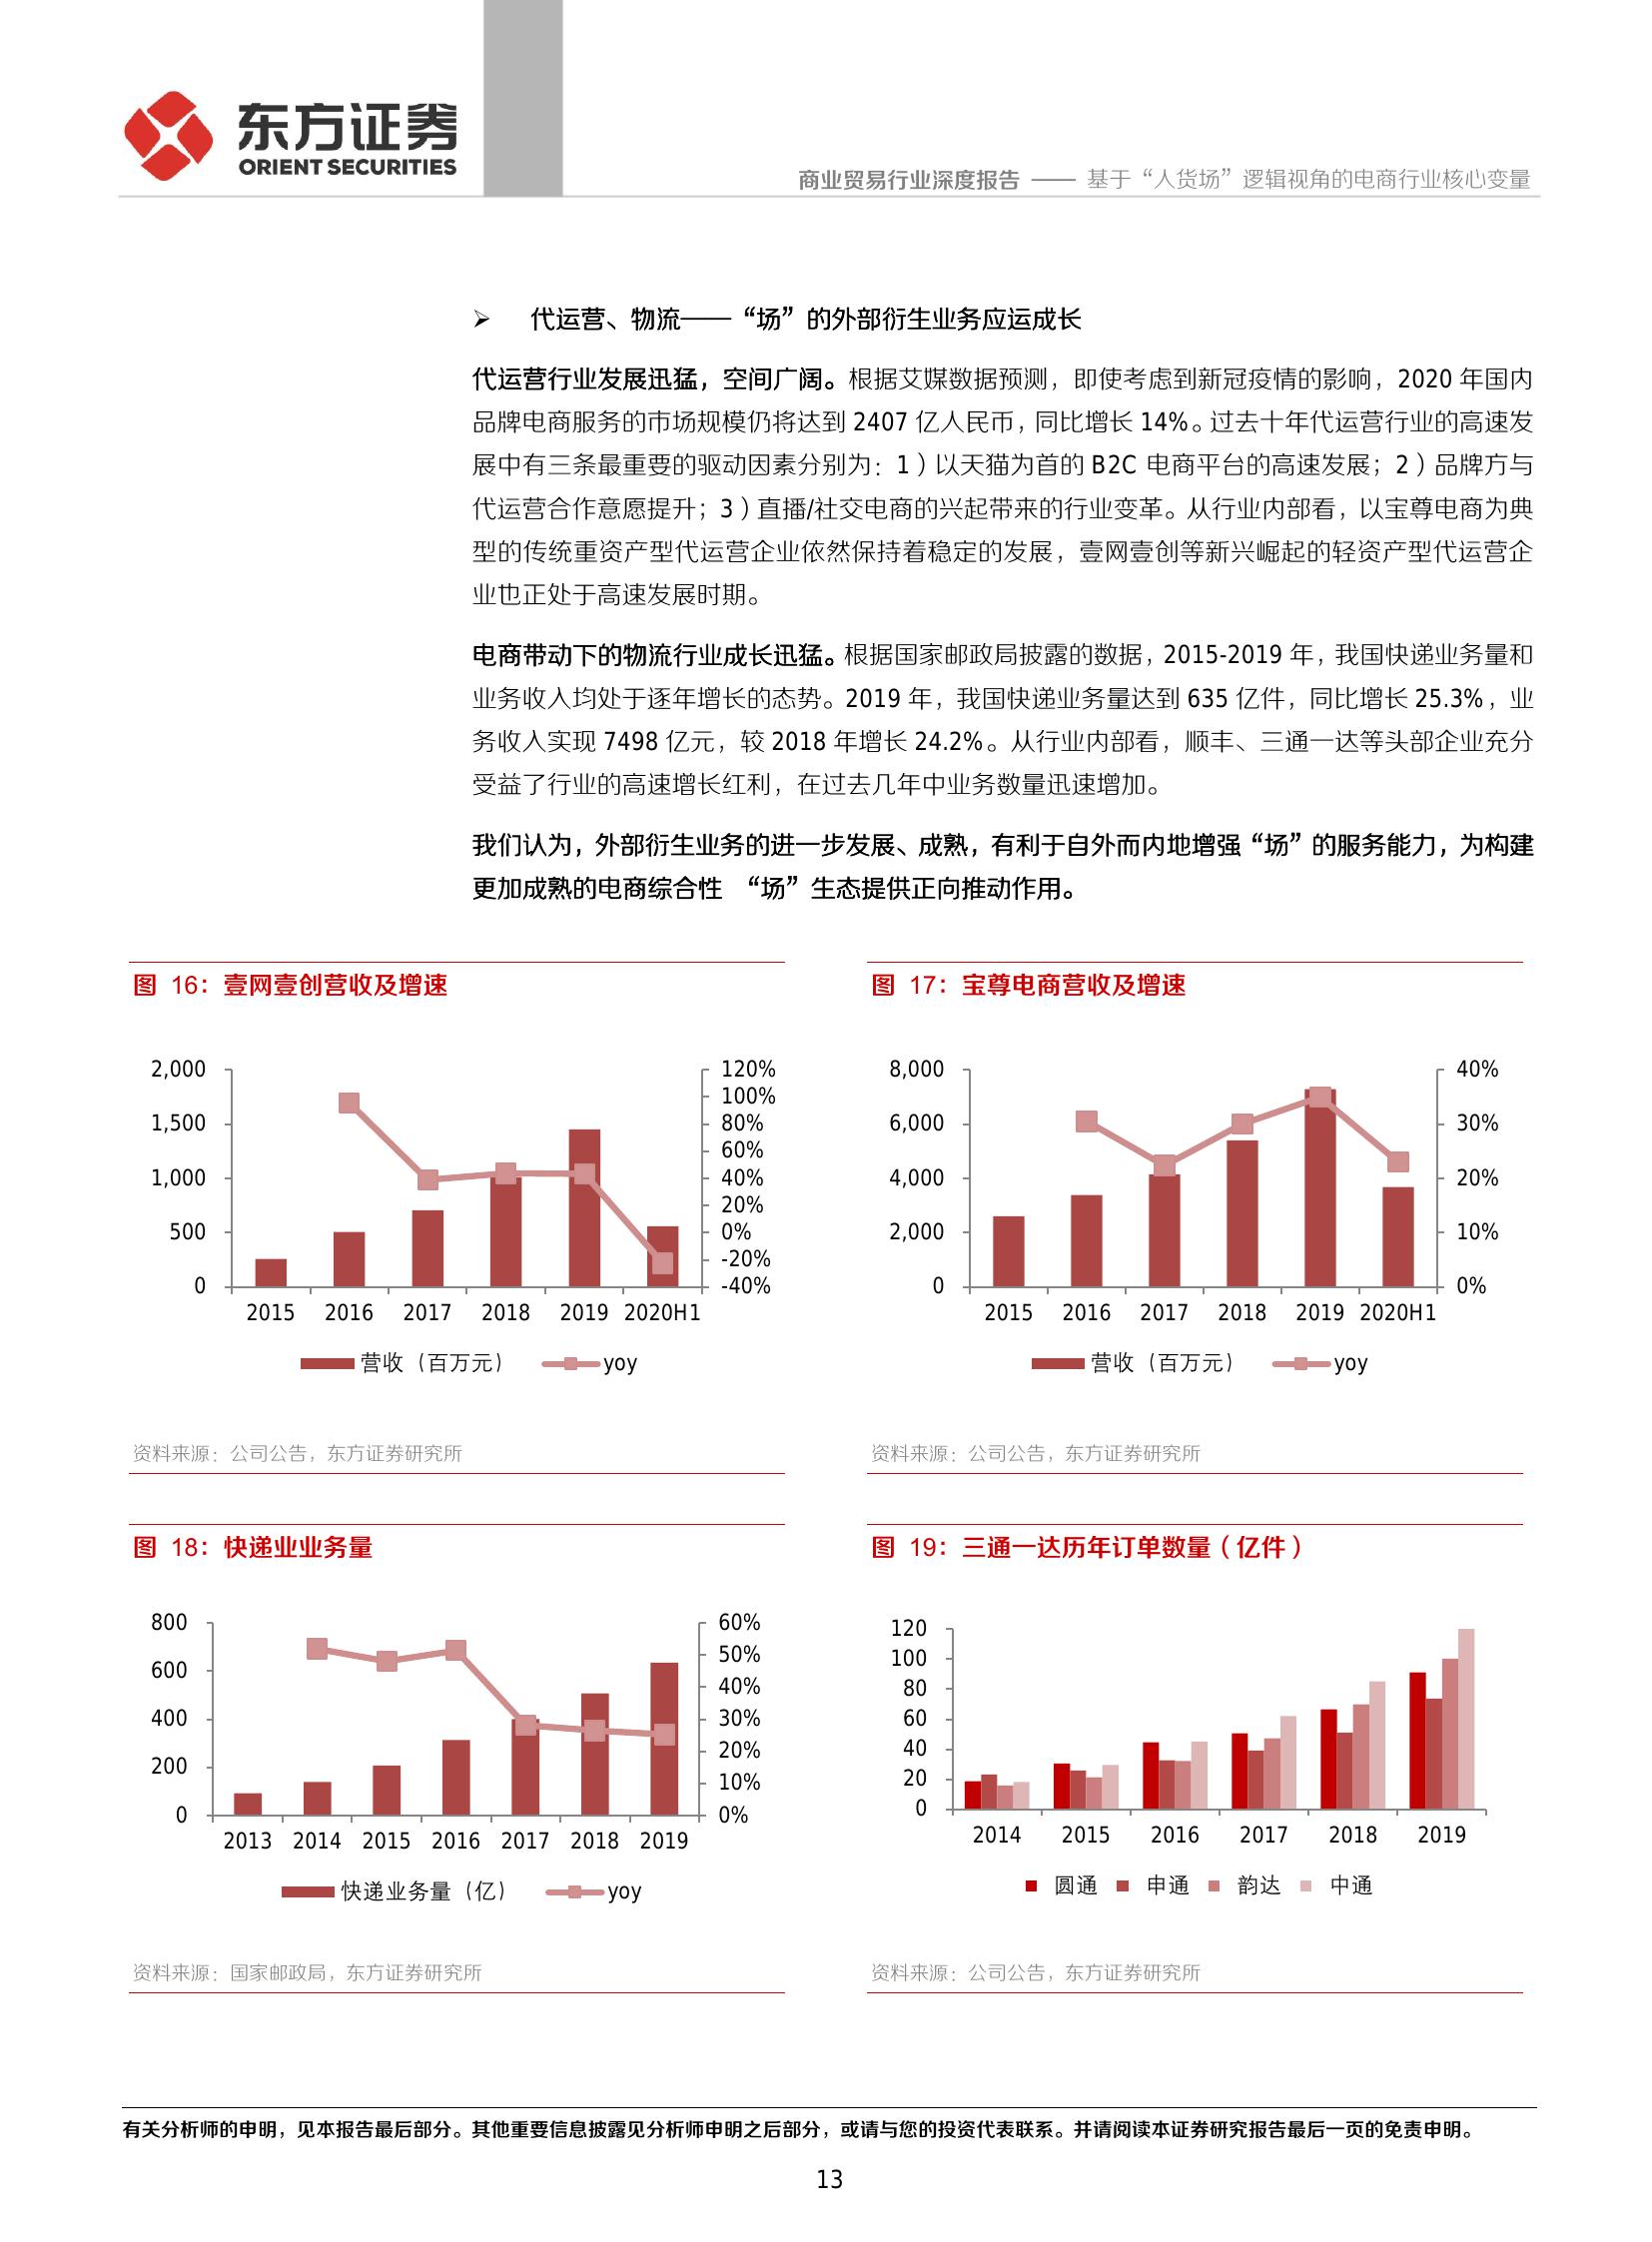 东方证券
ORIENT SECURITIES
商业贸易行业深度报告 —— 基于“人货场”逻辑视角的电商行业核心变量
➢ 代运营、物流——“场”的外部衍生业务应运成长
代运营行业发展迅猛，空间广阔。根据艾媒数据预测，即使考虑到新冠疫情的影响，2020 年国内
品牌电商服务的市场规模仍将达到 2407 亿人民币，同比增长 14%。过去十年代运营行业的高速发
展中有三条最重要的驱动因素分别为：1）以天猫为首的 B2C 电商平台的高速发展；2）品牌方与
代运营合作意愿提升；3）直播/社交电商的兴起带来的行业变革。从行业内部看，以宝尊电商为典
型的传统重资产型代运营企业依然保持着稳定的发展，壹网壹创等新兴崛起的轻资产型代运营企
业也正处于高速发展时期。
电商带动下的物流行业成长迅猛。根据国家邮政局披露的数据，2015-2019 年，我国快递业务量和
业务收入均处于逐年增长的态势。2019 年，我国快递业务量达到 635 亿件，同比增长 25.3%，业
务收入实现 7498 亿元，较 2018 年增长 24.2%。从行业内部看，顺丰、三通一达等头部企业充分
受益了行业的高速增长红利，在过去几年中业务数量迅速增加。
我们认为，外部衍生业务的进一步发展、成熟，有利于自外而内地增强“场”的服务能力，为构建
更加成熟的电商综合性 “场”生态提供正向推动作用。
图 16：壹网壹创营收及增速
2,000
1,500
1,000
500
0
120%
100%
80%
60%
40%
20%
0%
-20%
-40%
2015 2016 2017 2018 2019 2020H1
营收（百万元） yoy
资料来源：公司公告，东方证券研究所
图 17：宝尊电商营收及增速
8,000
6,000
4,000
2,000
0
40%
30%
20%
10%
0%
2015 2016 2017 2018 2019 2020H1
营收（百万元） yoy
资料来源：公司公告，东方证券研究所
图 18：快递业业务量
800
600
400
200
0
60%
50%
40%
30%
20%
10%
0%
2013 2014 2015 2016 2017 2018 2019
快递业务量（亿） yoy
资料来源：国家邮政局，东方证券研究所
图 19：三通一达历年订单数量（亿件）
120
100
80
60
40
20
0
2014 2015 2016 2017 2018 2019
圆通 申通 韵达 中通
资料来源：公司公告，东方证券研究所
有关分析师的申明，见本报告最后部分。其他重要信息披露见分析师申明之后部分，或请与您的投资代表联系。并请阅读本证券研究报告最后一页的免责申明。
13